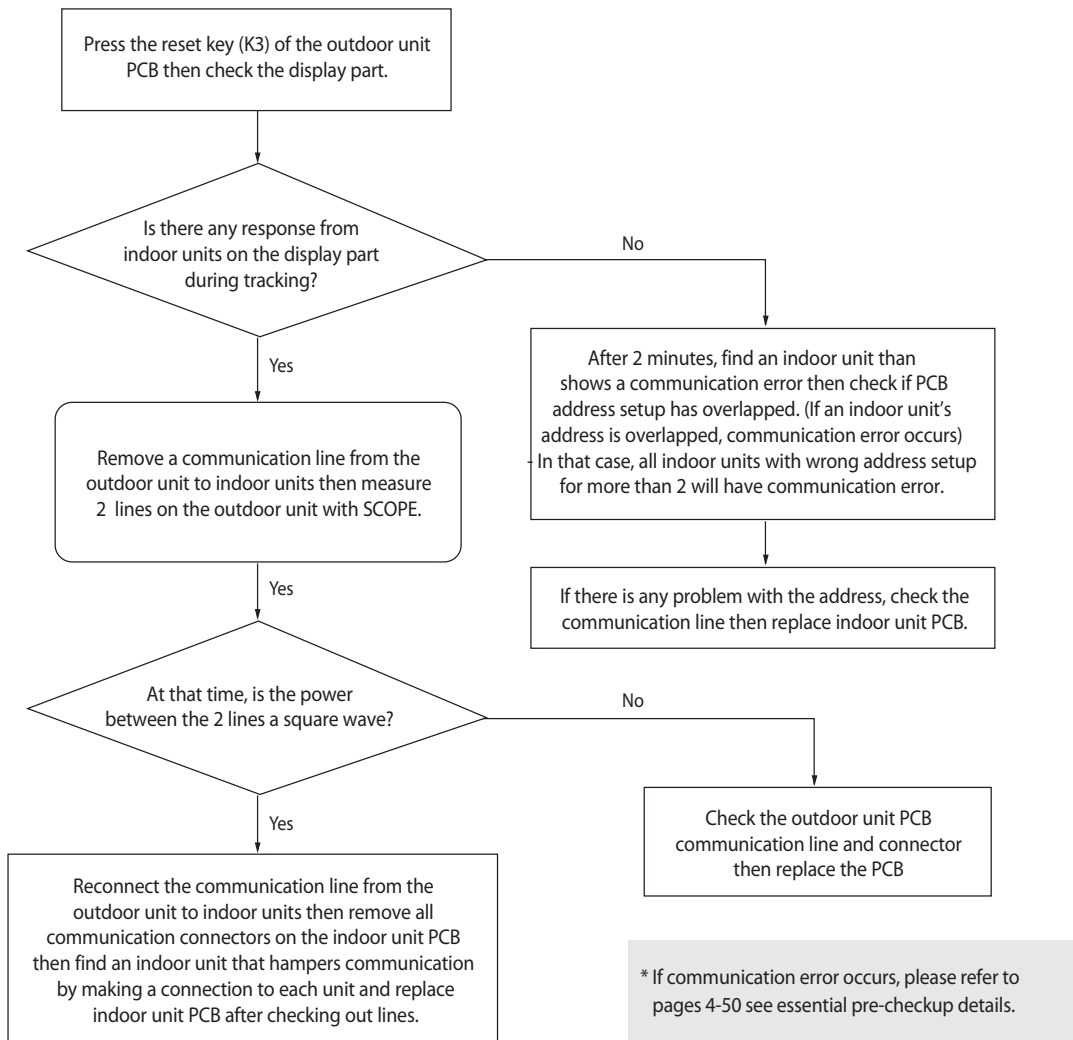 Press the reset key (K3) of the outdoor unit
PCB then check the display part.
Is there any response from
indoor units on the display part
during tracking?
No
Yes
After 2 minutes, find an indoor unit than
shows a communication error then check if PCB
address setup has overlapped. (If an indoor unit's
address is overlapped, communication error occurs)
- In that case, all indoor units with wrong address setup
for more than 2 will have communication error.
Remove a communication line from the
outdoor unit to indoor units then measure
2 lines on the outdoor unit with SCOPE.
Yes
If there is any problem with the address, check the
communication line then replace indoor unit PCB.
At that time, is the power
between the 2 lines a square wave?
No
Yes
Check the outdoor unit PCB
communication line and connector
then replace the PCB
Reconnect the communication line from the
outdoor unit to indoor units then remove all
communication connectors on the indoor unit PCB
then find an indoor unit that hampers communication
by making a connection to each unit and replace
indoor unit PCB after checking out lines.
* If communication error occurs, please refer to
pages 4-50 see essential pre-checkup details.